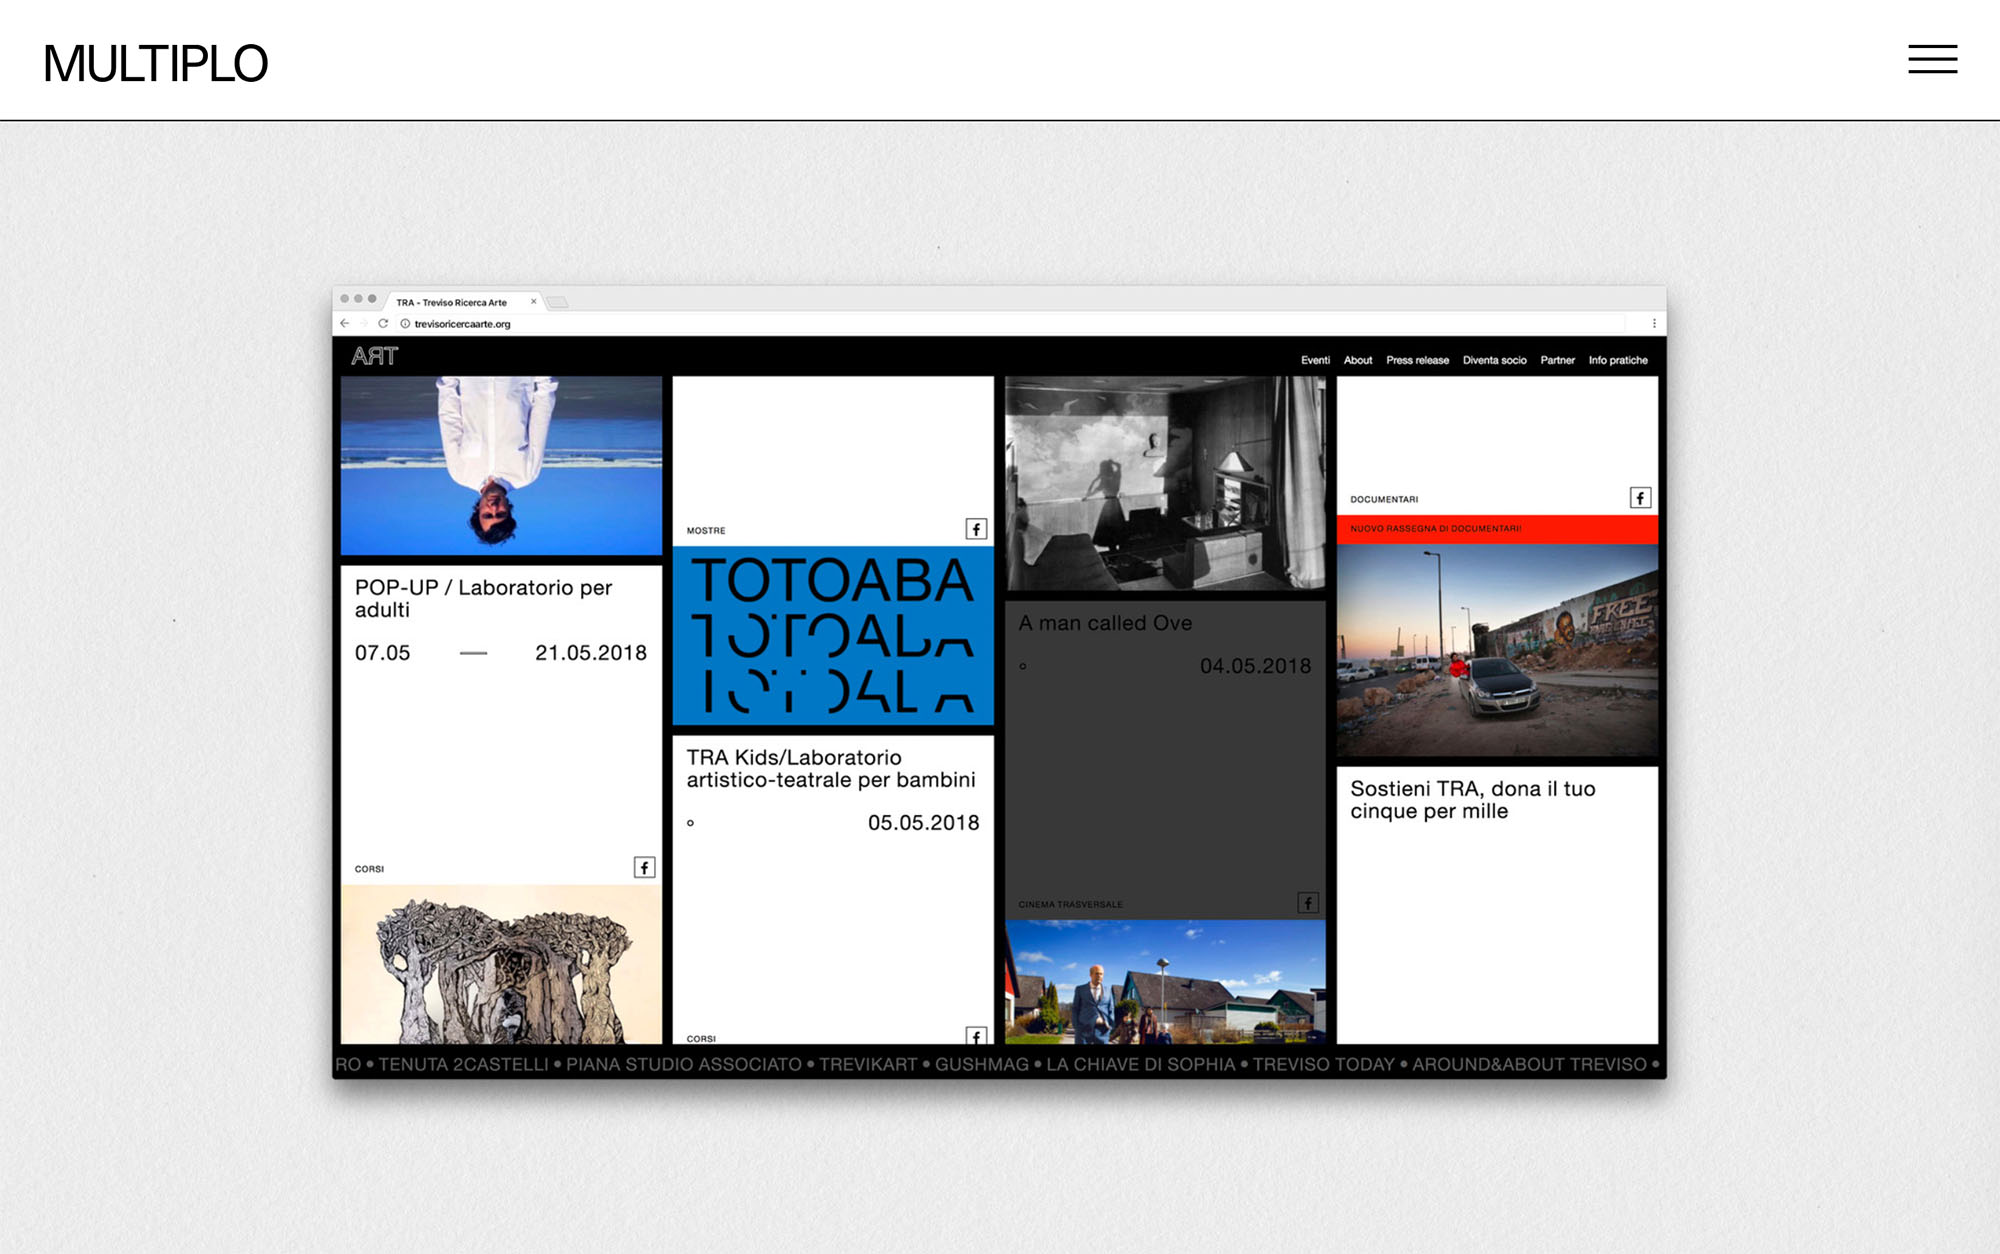 MULTIPLO
TRA - Treviso Ricerca Arte
trevisoricercaarte.org
AЯT
Eventi About Press release Diventa socio Partner Info pratiche
POP-UP / Laboratorio per
adulti
07.05 — 21.05.2018
CORSI
MOSTRE
TOTOABA
TRA Kids/Laboratorio
artistico-teatrale per bambini
05.05.2018
CORSI
A man called Ove
04.05.2018
CINEMA TRASVERSALE
DOCUMENTARI
NUOVO RASSEGNA DI DOCUMENTARI!
FREE
Sostieni TRA, dona il tuo
cinque per mille
RO • TENUTA 2CASTELLI • PIANA STUDIO ASSOCIATO • TREVIKART • GUSHMAG • LA CHIAVE DI SOPHIA • TREVISO TODAY • AROUND&ABOUT TREVISO •